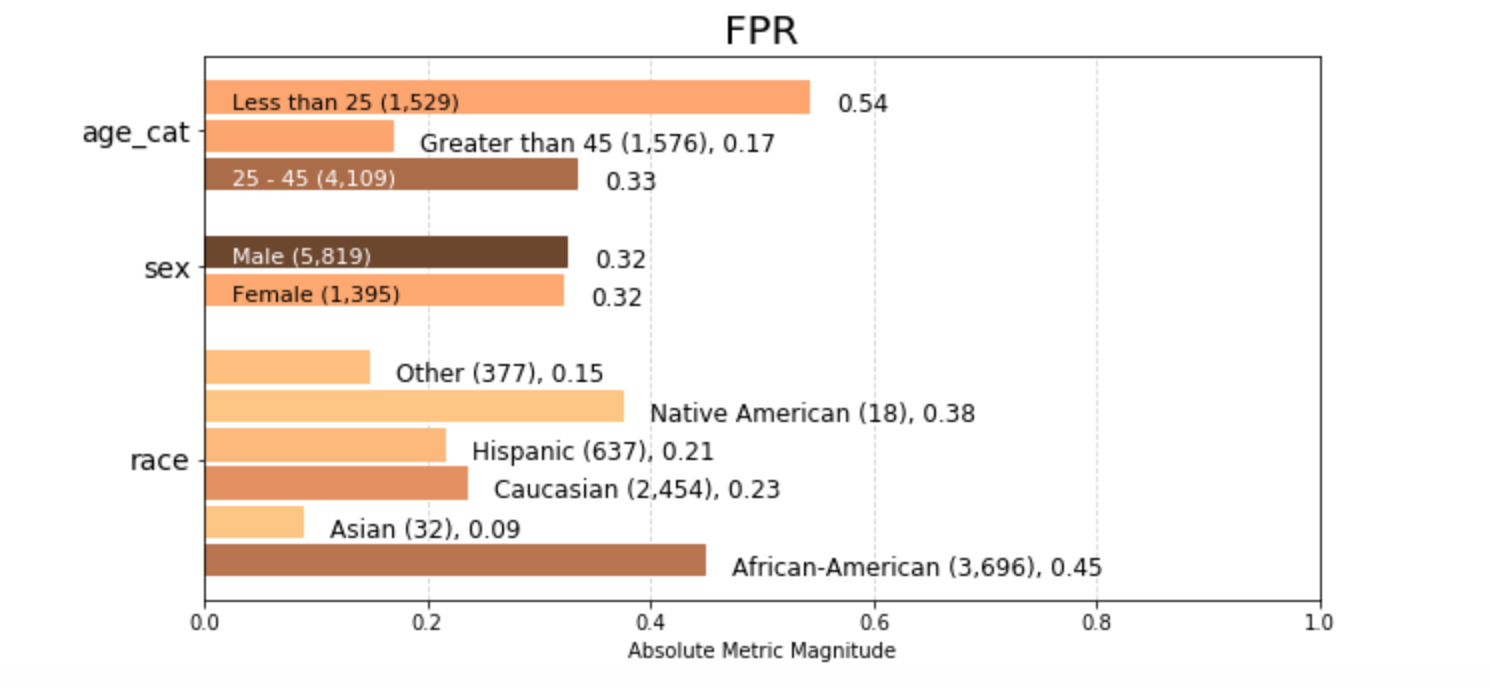 FPR
age_cat
Less than 25 (1,529) 0.54
Greater than 45 (1,576), 0.17
25 - 45 (4,109) 0.33
sex
Male (5,819) 0.32
Female (1,395) 0.32
race
Other (377), 0.15
Native American (18), 0.38
Hispanic (637), 0.21
Caucasian (2,454), 0.23
Asian (32), 0.09
African-American (3,696), 0.45
0.0 0.2 0.4 0.6 0.8 1.0
Absolute Metric Magnitude